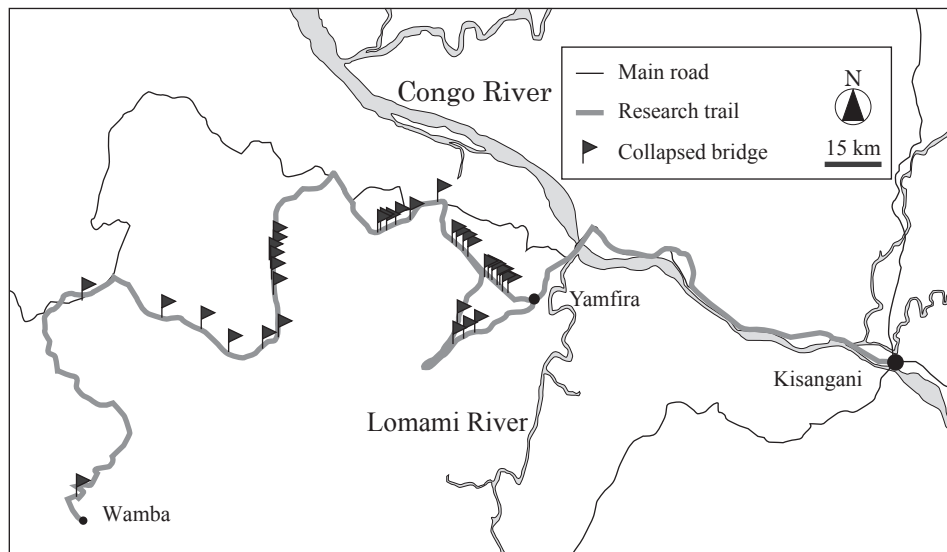 Congo River
Main road
Research trail
Collapsed bridge
N
15 km
Yamfira
Kisangani
Lomami River
Wamba